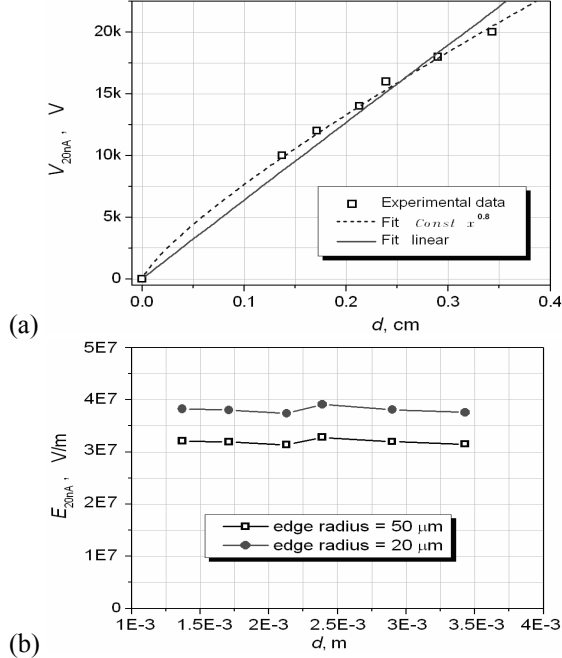 20k
15k
10k
5k
0
V20nA , V
Experimental data
Fit Const x^0.8
Fit linear
0.0 0.1 0.2 0.3 0.4
d, cm
(a)
5E7
4E7
3E7
2E7
1E7
0
E20nA , V/m
edge radius = 50 μm
edge radius = 20 μm
1E-3 1.5E-3 2E-3 2.5E-3 3E-3 3.5E-3 4E-3
d, m
(b)